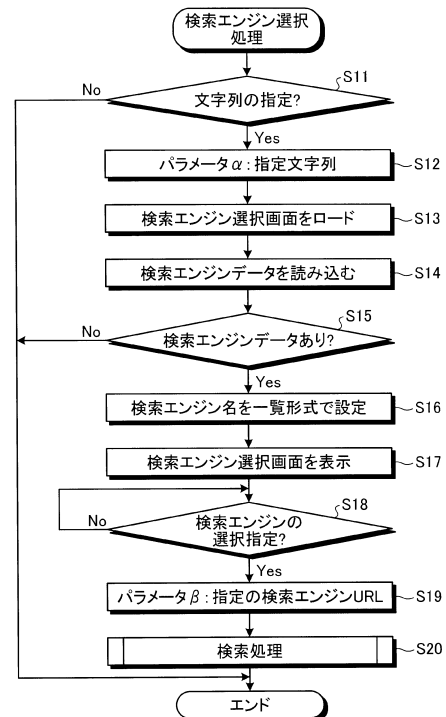 検索エンジン選択
処理
S11
No
文字列の指定?
Yes
パラメータα:指定文字列
S12
検索エンジン選択画面をロード
S13
検索エンジンデータを読み込む
S14
S15
No
検索エンジンデータあり?
Yes
検索エンジン名を一覧形式で設定
S16
検索エンジン選択画面を表示
S17
S18
No
検索エンジンの
選択指定?
Yes
パラメータβ:指定の検索エンジンURL
S19
検索処理
S20
エンド